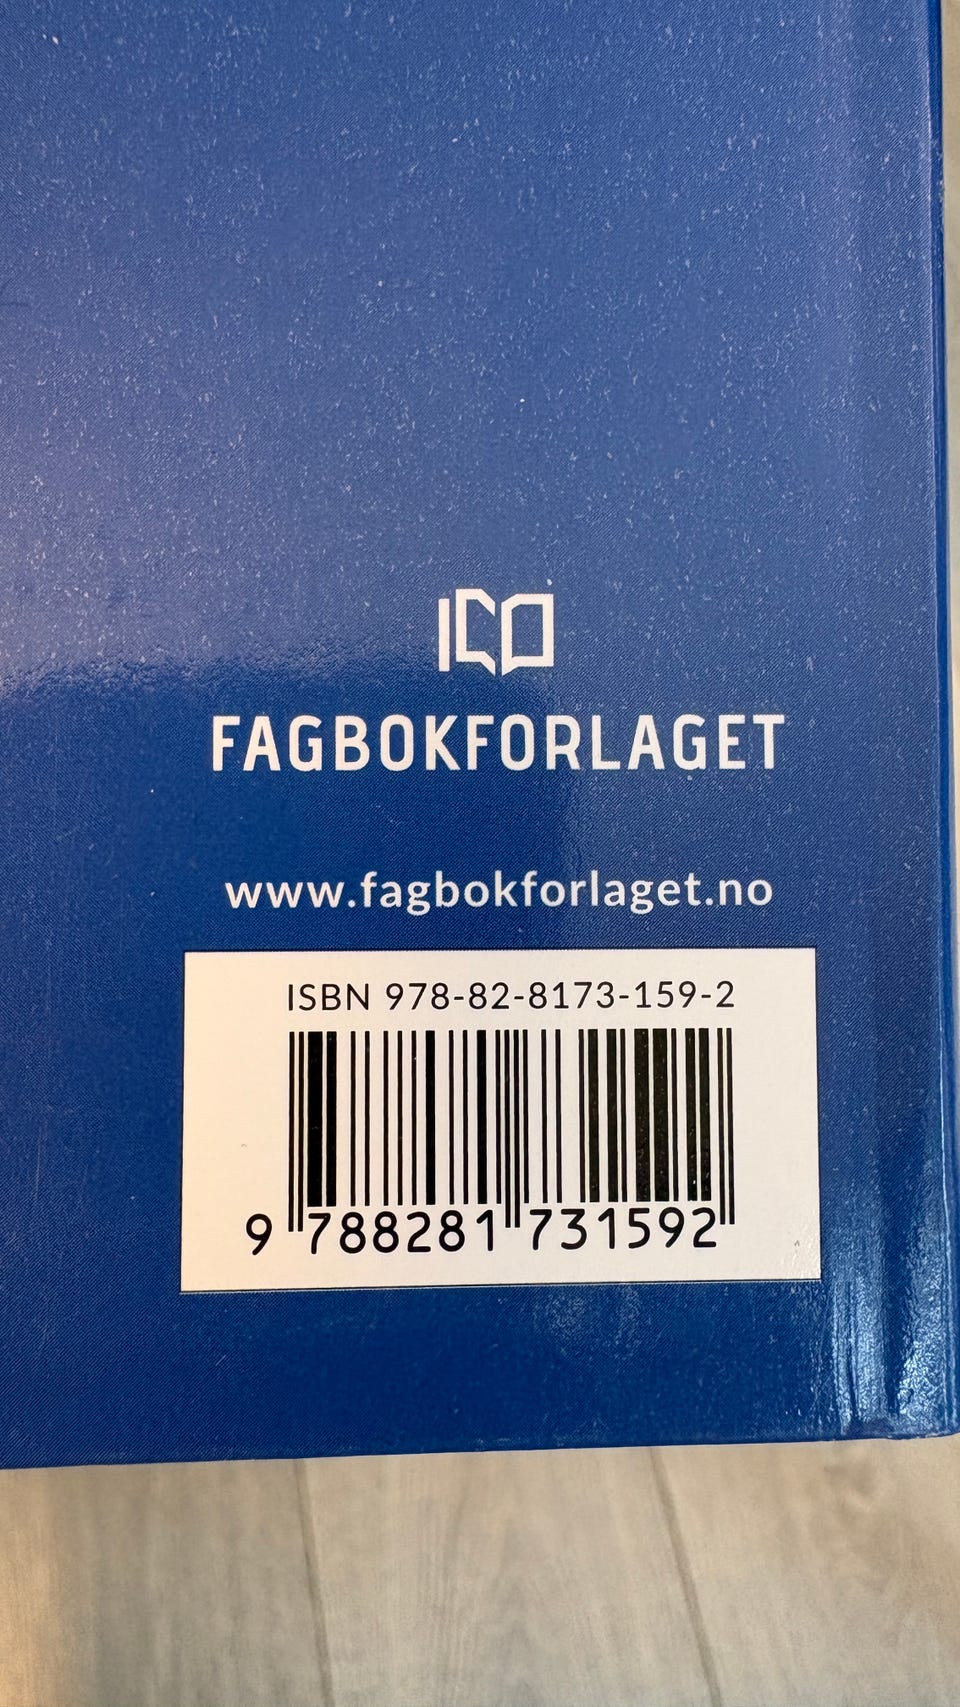 FAGBOKFORLAGET
www.fagbokforlaget.no
ISBN 978-82-8173-159-2
9 788281 731592